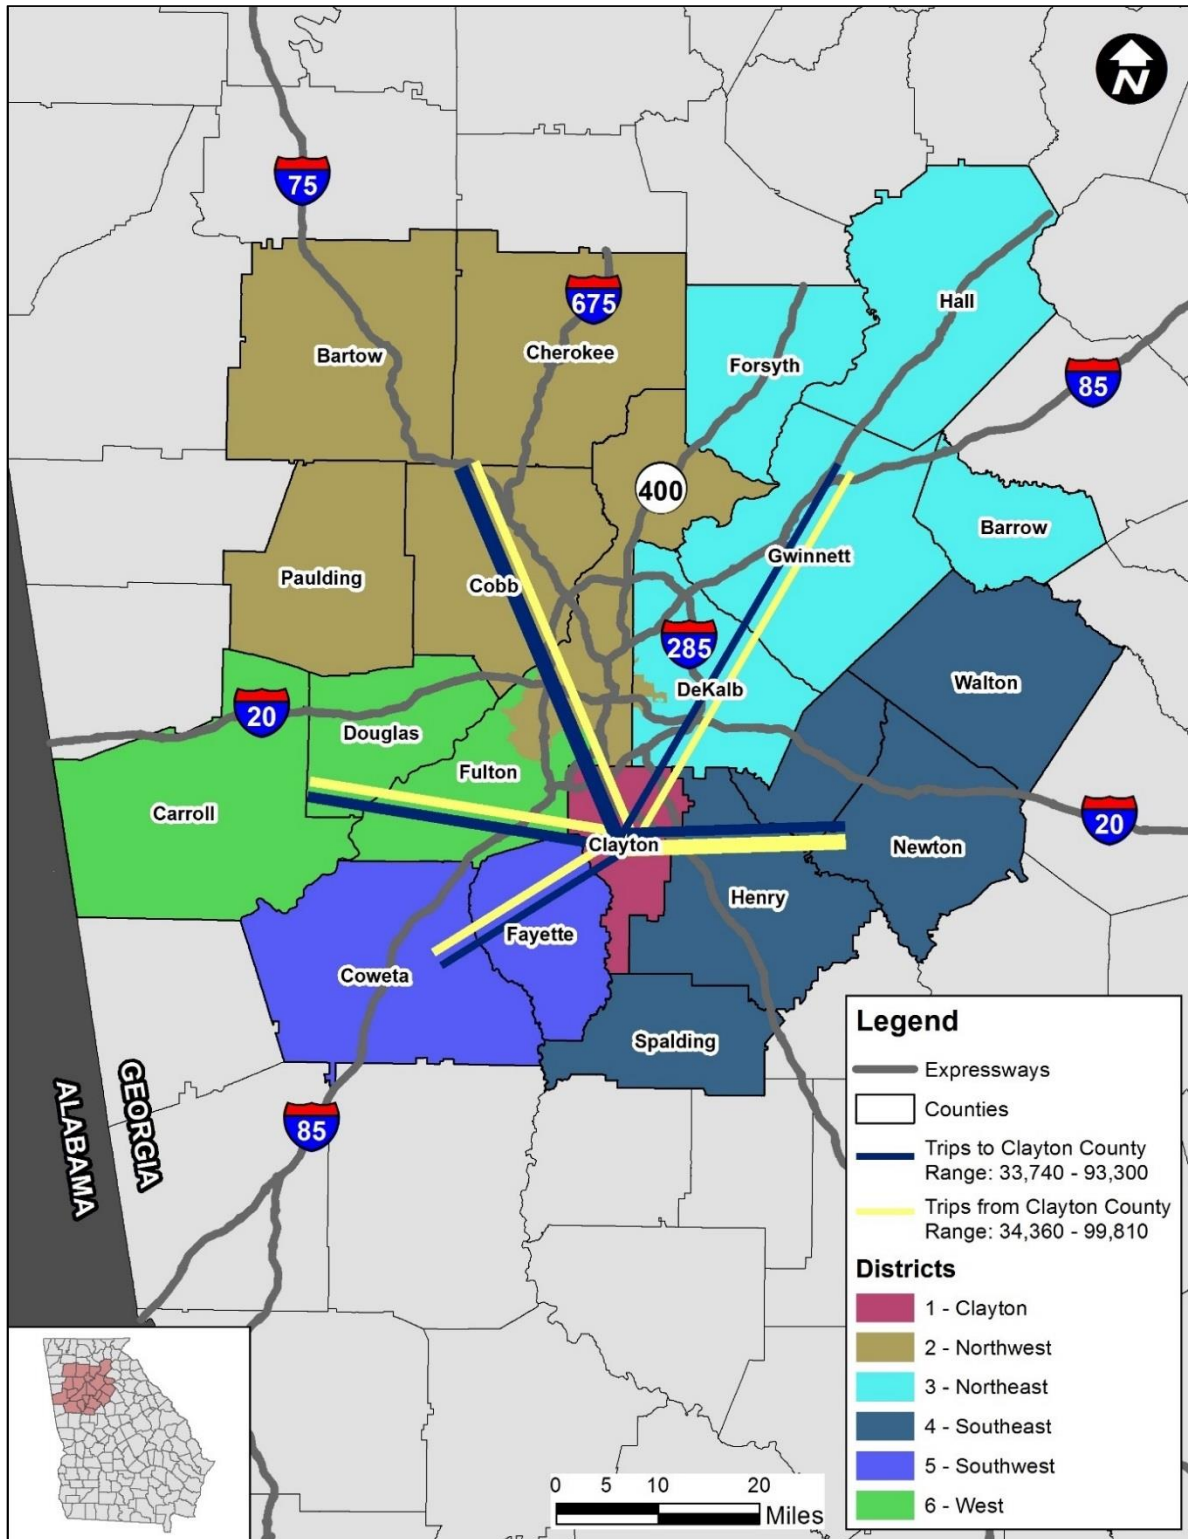 N
75
675
Hall
Bartow
Cherokee
Forsyth
85
400
Barrow
Gwinnett
Paulding
Cobb
285
Walton
DeKalb
20
Douglas
Fulton
Carroll
20
Clayton
Newton
Henry
Fayette
Coweta
Spalding
ALABAMA
GEORGIA
85
Legend
Expressways
Counties
Trips to Clayton County
Range: 33,740 - 93,300
Trips from Clayton County
Range: 34,360 - 99,810
Districts
1 - Clayton
2 - Northwest
3 - Northeast
4 - Southeast
5 - Southwest
6 - West
0 5 10 20
Miles